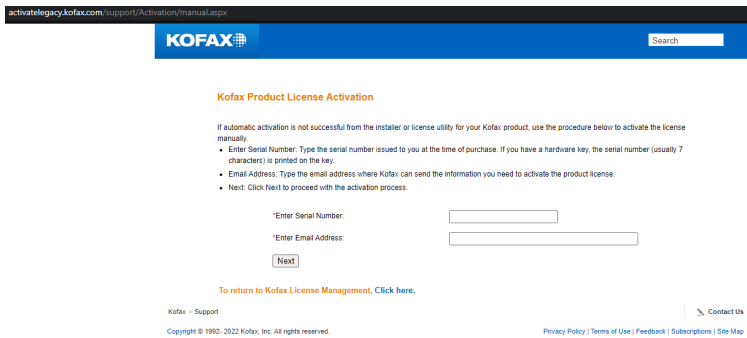 activatelegacy.kofax.com/support/Activation/manual.aspx
KOFAX
Search
Kofax Product License Activation
If automatic activation is not successful from the installer or license utility for your Kofax product, use the procedure below to activate the license
manually.
• Enter Serial Number: Type the serial number issued to you at the time of purchase. If you have a hardware key, the serial number (usually 7
characters) is printed on the key.
• Email Address: Type the email address where Kofax can send the information you need to activate the product license.
• Next: Click Next to proceed with the activation process.
*Enter Serial Number:
*Enter Email Address:
Next
To return to Kofax License Management, Click here.
Kofax > Support
Contact Us
Copyright © 1992- 2022 Kofax, Inc. All rights reserved.
Privacy Policy | Terms of Use | Feedback | Subscriptions | Site Map